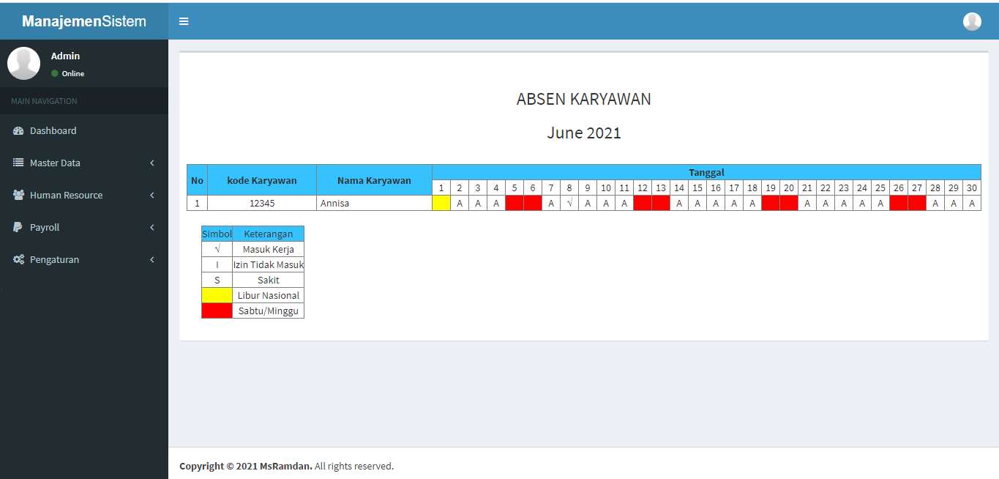 ManajemenSistem
Admin
Online
MAIN NAVIGATION
Dashboard
Master Data
Human Resource
Payroll
Pengaturan
ABSEN KARYAWAN
June 2021
No kode Karyawan Nama Karyawan Tanggal
1 2 3 4 5 6 7 8 9 10 11 12 13 14 15 16 17 18 19 20 21 22 23 24 25 26 27 28 29 30
1 12345 Annisa A A A A √ A A A A A A A A A A A A A A A A
Simbol Keterangan
√ Masuk Kerja
I Izin Tidak Masuk
S Sakit
Libur Nasional
Sabtu/Minggu
Copyright © 2021 MsRamdan. All rights reserved.